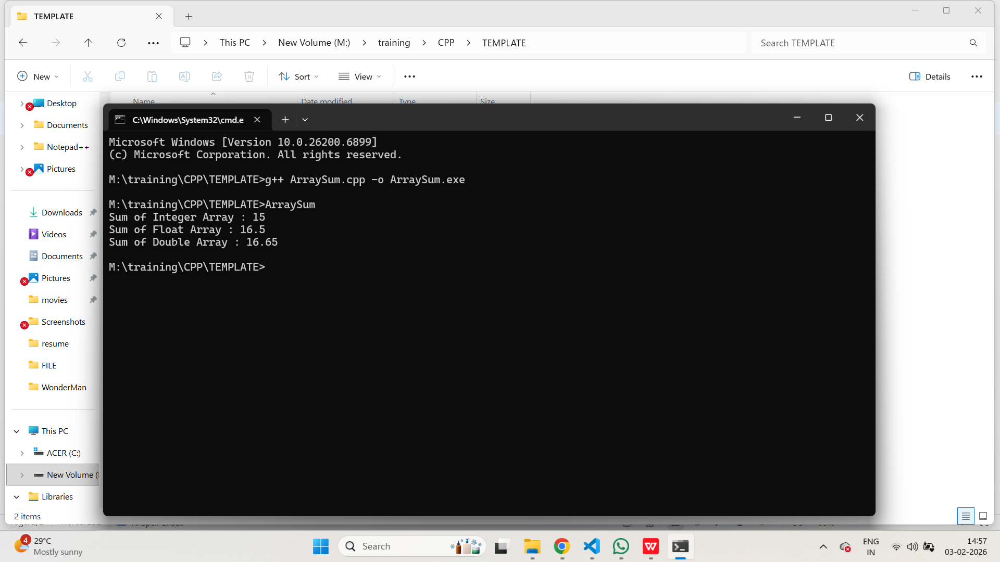 TEMPLATE
This PC > New Volume (M:) > training > CPP > TEMPLATE
Search TEMPLATE
New
Sort
View
Details
Name
Date modified
Type
Size
Desktop
Documents
Notepad++
Pictures
Downloads
Videos
Documents
Pictures
movies
Screenshots
resume
FILE
WonderMan
This PC
ACER (C:)
New Volume (
Libraries
2 items
C:\Windows\System32\cmd.e
Microsoft Windows [Version 10.0.26200.6899]
(c) Microsoft Corporation. All rights reserved.
M:\training\CPP\TEMPLATE>g++ ArraySum.cpp -o ArraySum.exe
M:\training\CPP\TEMPLATE>ArraySum
Sum of Integer Array : 15
Sum of Float Array : 16.5
Sum of Double Array : 16.65
M:\training\CPP\TEMPLATE>
4
29°C
Mostly sunny
Search
ENG
IN
14:57
03-02-2026